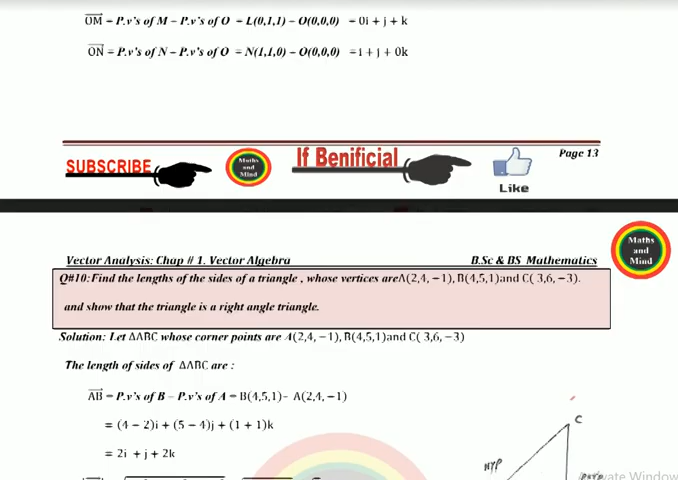 OM = P.v's of M – P.v's of O = L(0,1,1) – O(0,0,0) = 0i + j + k
ON = P.v's of N – P.v's of O = N(1,1,0) – O(0,0,0) = i + j + 0k
SUBSCRIBE
Maths and Mind
If Benificial
Like
Page 13
Vector Analysis: Chap # 1. Vector Algebra
B.Sc & BS Mathematics
Maths and Mind
Q#10: Find the lengths of the sides of a triangle , whose vertices are A(2,4, −1), B(4,5,1)and C( 3,6, −3).
and show that the triangle is a right angle triangle.
Solution: Let ΔABC whose corner points are A(2,4, −1), B(4,5,1)and C( 3,6, −3)
The length of sides of ΔABC are :
AB = P.v's of B – P.v's of A = B(4,5,1)– A(2,4, −1)
= (4 − 2)i + (5 − 4)j + (1 + 1)k
= 2i + j + 2k
C
HYP